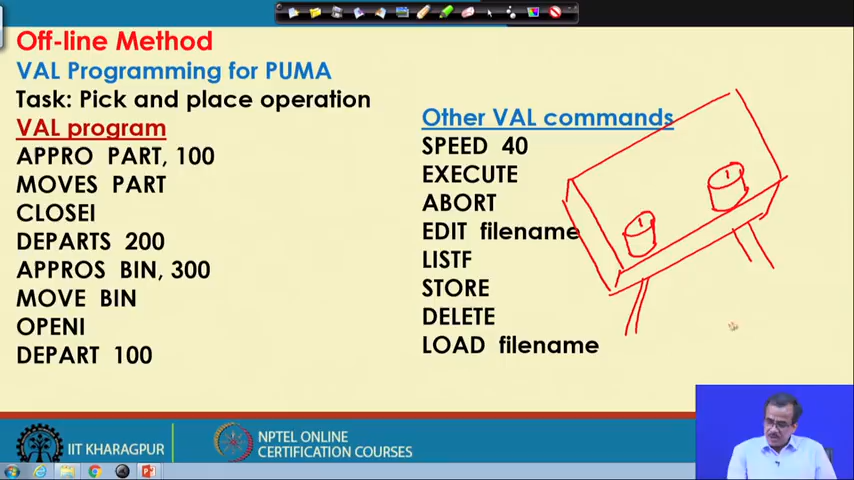 Off-line Method
VAL Programming for PUMA
Task: Pick and place operation
VAL program
APPRO PART, 100
MOVES PART
CLOSEI
DEPARTS 200
APPROS BIN, 300
MOVE BIN
OPENI
DEPART 100
Other VAL commands
SPEED 40
EXECUTE
ABORT
EDIT filename
LISTF
STORE
DELETE
LOAD filename
1
1
IIT KHARAGPUR
NPTEL ONLINE
CERTIFICATION COURSES